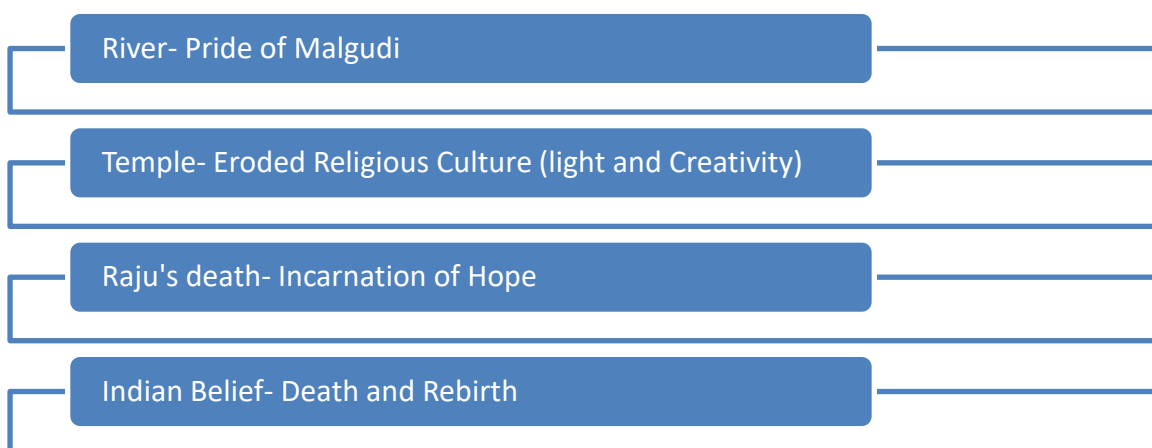 River- Pride of Malgudi
Temple- Eroded Religious Culture (light and Creativity)
Raju's death- Incarnation of Hope
Indian Belief- Death and Rebirth